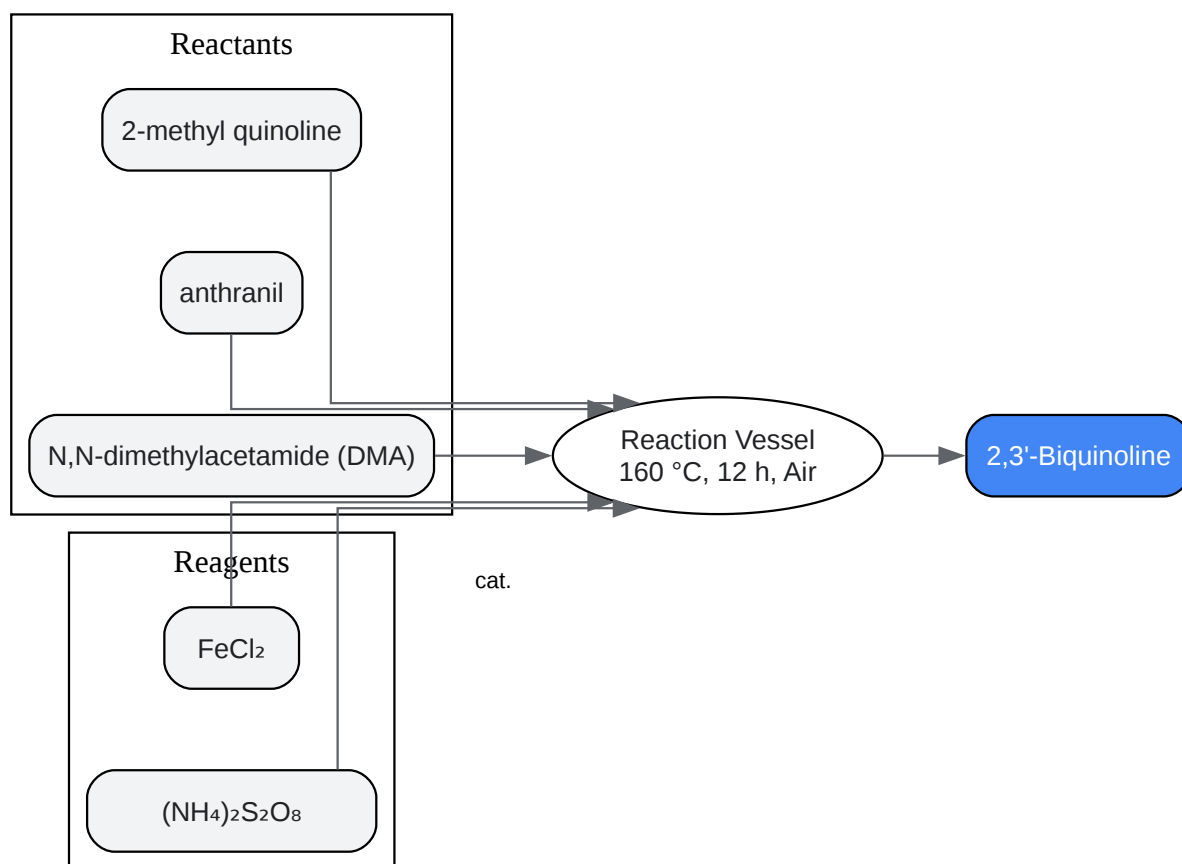 Reactants
2-methyl quinoline
anthranil
N,N-dimethylacetamide (DMA)
Reaction Vessel
160 °C, 12 h, Air
2,3'-Biquinoline
Reagents
cat.
FeCl₂
(NH₄)₂S₂O₈